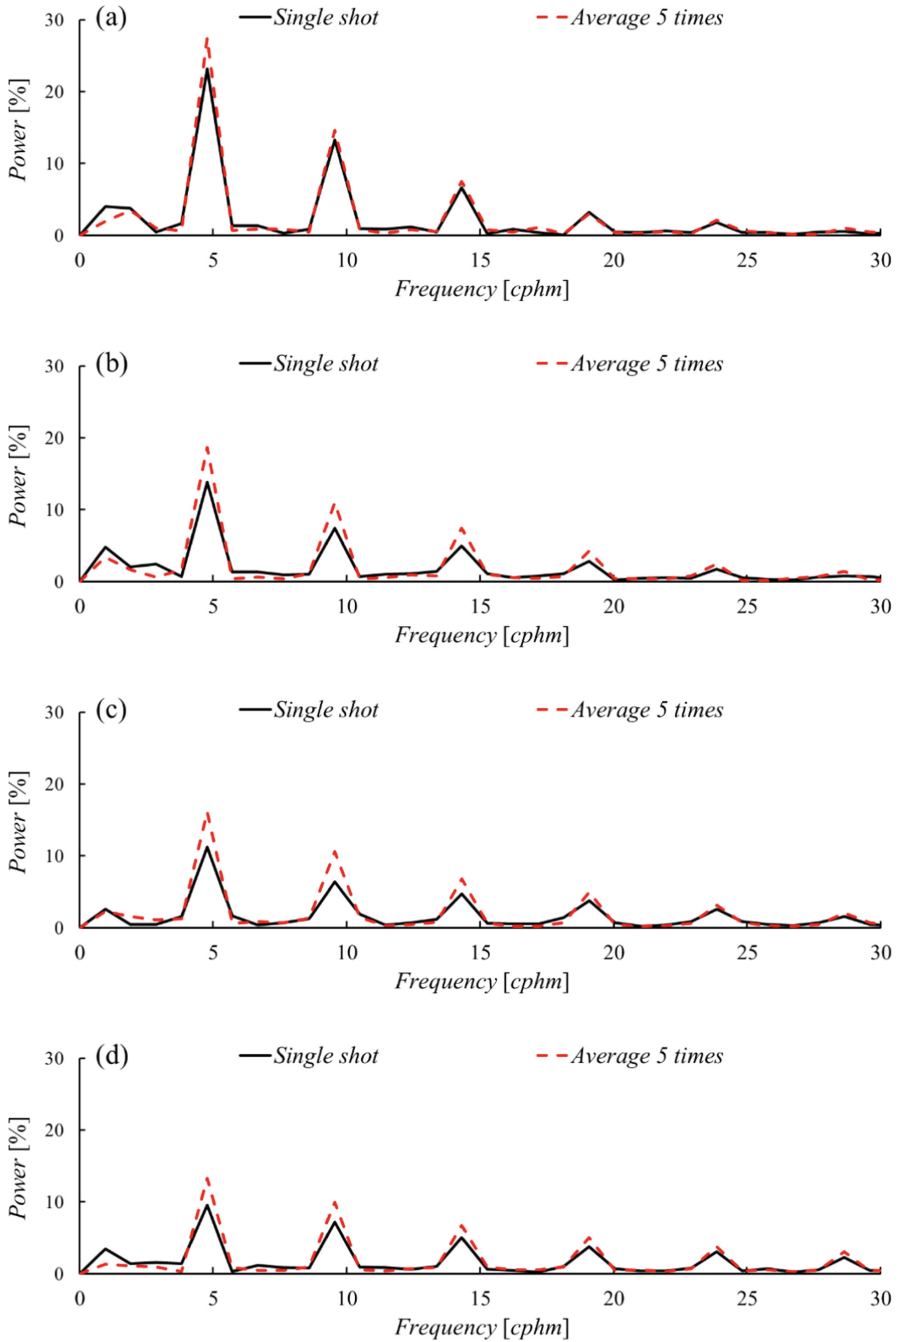 (a) Single shot Average 5 times
30
20
10
0
Power [%]
0 5 10 15 20 25 30
Frequency [cphm]
(b) Single shot Average 5 times
30
20
10
0
Power [%]
0 5 10 15 20 25 30
Frequency [cphm]
(c) Single shot Average 5 times
30
20
10
0
Power [%]
0 5 10 15 20 25 30
Frequency [cphm]
(d) Single shot Average 5 times
30
20
10
0
Power [%]
0 5 10 15 20 25 30
Frequency [cphm]